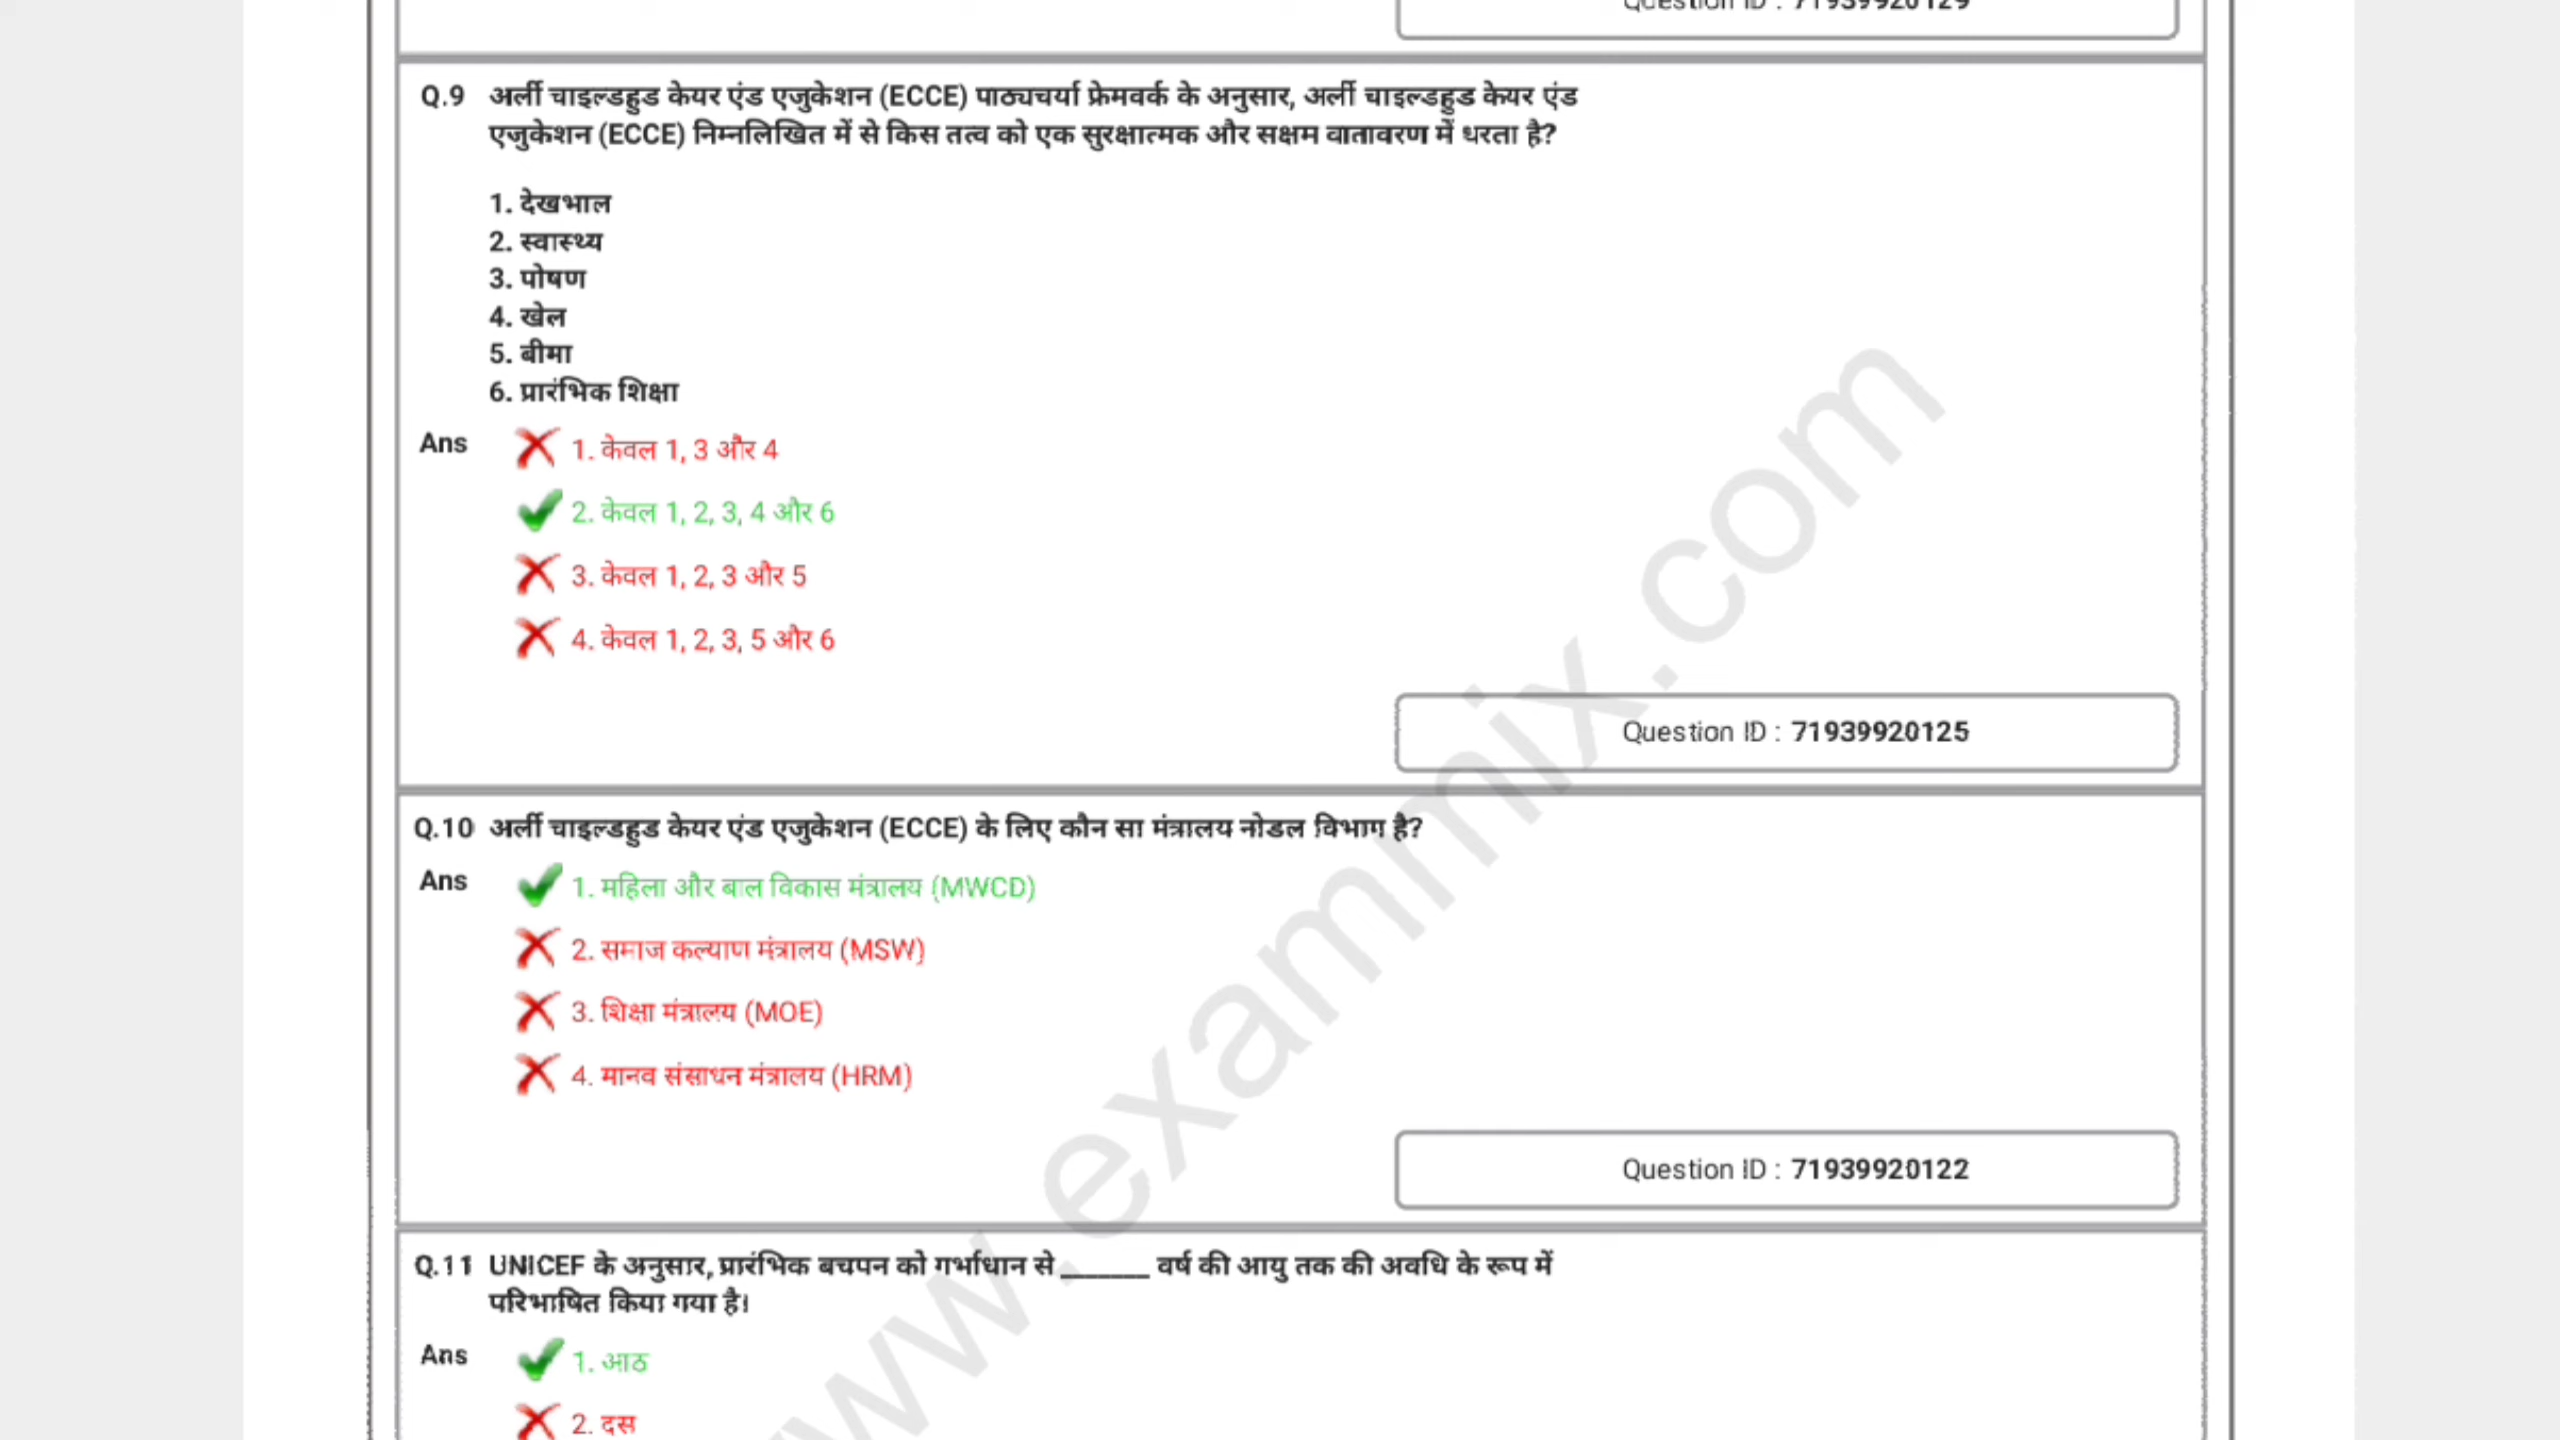 Question ID : 71939920129
Q.9 अर्ली चाइल्डहुड केयर एंड एजुकेशन (ECCE) पाठ्यचर्या फ्रेमवर्क के अनुसार, अर्ली चाइल्डहुड केयर एंड
एजुकेशन (ECCE) निम्नलिखित में से किस तत्व को एक सुरक्षात्मक और सक्षम वातावरण में धरता है?
1. देखभाल
2. स्वास्थ्य
3. पोषण
4. खेल
5. बीमा
6. प्रारंभिक शिक्षा
Ans 1. केवल 1, 3 और 4
2. केवल 1, 2, 3, 4 और 6
3. केवल 1, 2, 3 और 5
4. केवल 1, 2, 3, 5 और 6
Question ID : 71939920125
Q.10 अर्ली चाइल्डहुड केयर एंड एजुकेशन (ECCE) के लिए कौन सा मंत्रालय नोडल विभाग है?
Ans 1. महिला और बाल विकास मंत्रालय (MWCD)
2. समाज कल्याण मंत्रालय (MSW)
3. शिक्षा मंत्रालय (MOE)
4. मानव संसाधन मंत्रालय (HRM)
Question ID : 71939920122
Q.11 UNICEF के अनुसार, प्रारंभिक बचपन को गर्भाधान से ______ वर्ष की आयु तक की अवधि के रूप में
परिभाषित किया गया है।
Ans 1. आठ
2. दस
www.exammix.com